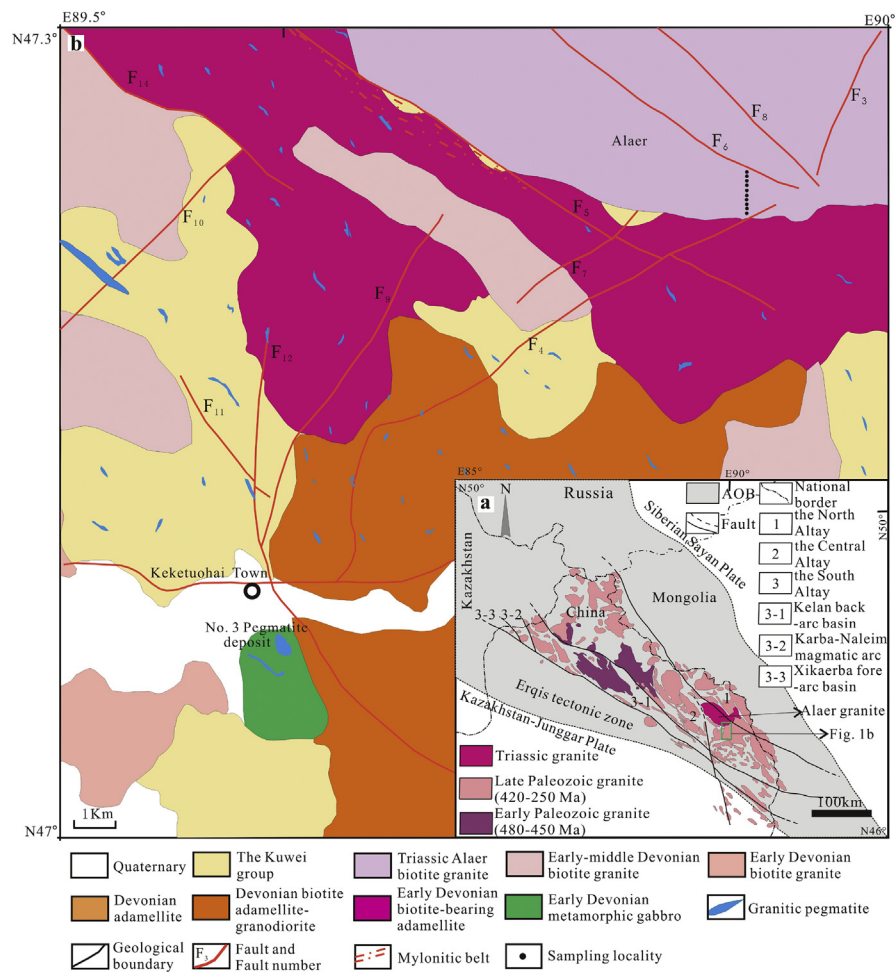 E89.5°
E90°
N47.3°
b
F14
F8
F3
F6
Alaer
F10
F5
F7
F9
F4
F12
F11
Keketuohai Town
No. 3 Pegmatite
deposit
1Km
N47°
E85°
E90°
N50°
a
N
Russia
N50°
Siberian Sayan Plate
Kazakhstan
China
Mongolia
3-3
3-2
3-1
1
2
Erqis tectonic zone
Kazakhstan-Junggar Plate
Alaer granite
Fig. 1b
100km
N46°
AOB
Fault
National
border
1
the North
Altay
2
the Central
Altay
3
the South
Altay
3-1
Kelan back
-arc basin
3-2
Karba-Naleim
magmatic arc
3-3
Xikaerba fore
-arc basin
Triassic granite
Late Paleozoic granite
(420-250 Ma)
Early Paleozoic granite
(480-450 Ma)
Quaternary
The Kuwei
group
Triassic Alaer
biotite granite
Early-middle Devonian
biotite granite
Early Devonian
biotite granite
Devonian
adamellite
Devonian biotite
adamellite-
granodiorite
Early Devonian
biotite-bearing
adamellite
Early Devonian
metamorphic gabbro
Granitic pegmatite
Geological
boundary
F3
Fault and
Fault number
Mylonitic belt
Sampling locality